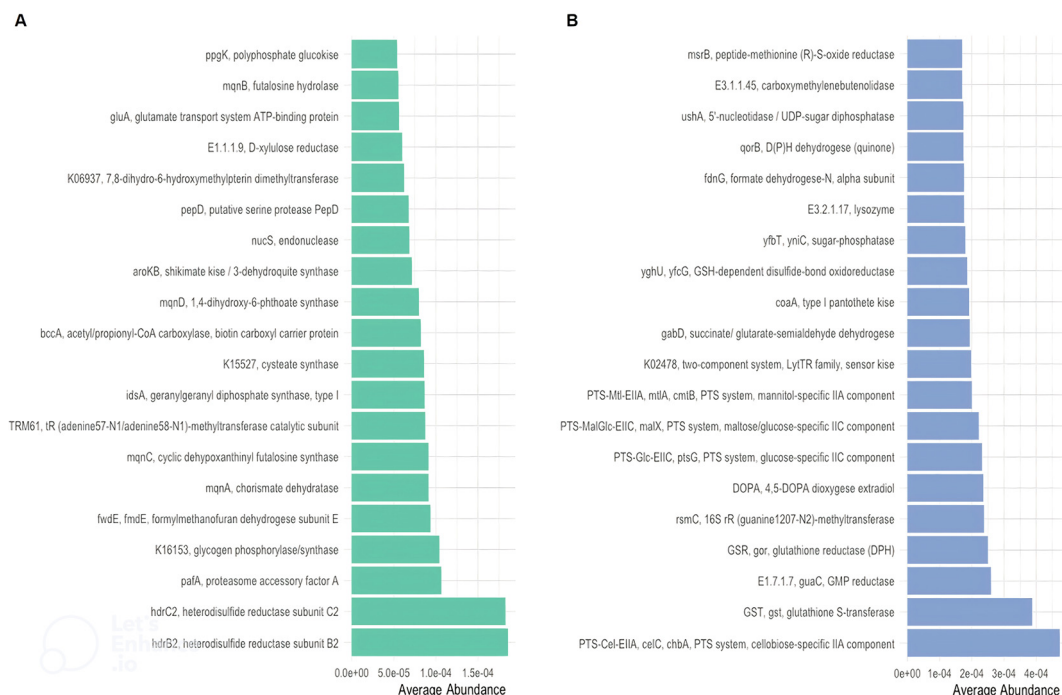 A
ppgK, polyphosphate glucokise
mqnB, futalosine hydrolase
gluA, glutamate transport system ATP-binding protein
E1.1.1.9, D-xylulose reductase
K06937, 7,8-dihydro-6-hydroxymethylpterin dimethyltransferase
pepD, putative serine protease PepD
nucS, endonuclease
aroKB, shikimate kise / 3-dehydroquite synthase
mqnD, 1,4-dihydroxy-6-phthoate synthase
bccA, acetyl/propionyl-CoA carboxylase, biotin carboxyl carrier protein
K15527, cysteate synthase
idsA, geranylgeranyl diphosphate synthase, type I
TRM61, tR (adenine57-N1/adenine58-N1)-methyltransferase catalytic subunit
mqnC, cyclic dehypoxanthinyl futalosine synthase
mqnA, chorismate dehydratase
fwdE, fmdE, formylmethanofuran dehydrogese subunit E
K16153, glycogen phosphorylase/synthase
pafA, proteasome accessory factor A
hdrC2, heterodisulfide reductase subunit C2
hdrB2, heterodisulfide reductase subunit B2
0.0e+00 5.0e-05 1.0e-04 1.5e-04
Average Abundance
B
msrB, peptide-methionine (R)-S-oxide reductase
E3.1.1.45, carboxymethylenebutenolidase
ushA, 5'-nucleotidase / UDP-sugar diphosphatase
qorB, D(P)H dehydrogese (quinone)
fdnG, formate dehydrogese-N, alpha subunit
E3.2.1.17, lysozyme
yfbT, yniC, sugar-phosphatase
yghU, yfcG, GSH-dependent disulfide-bond oxidoreductase
coaA, type I pantothete kise
gabD, succinate/ glutarate-semialdehyde dehydrogese
K02478, two-component system, LytTR family, sensor kise
PTS-Mtl-EIIA, mtlA, cmtB, PTS system, mannitol-specific IIA component
PTS-MalGlc-EIIC, malX, PTS system, maltose/glucose-specific IIC component
PTS-Glc-EIIC, ptsG, PTS system, glucose-specific IIC component
DOPA, 4,5-DOPA dioxygese extradiol
rsmC, 16S rR (guanine1207-N2)-methyltransferase
GSR, gor, glutathione reductase (DPH)
E1.7.1.7, guaC, GMP reductase
GST, gst, glutathione S-transferase
PTS-Cel-EIIA, celC, chbA, PTS system, cellobiose-specific IIA component
0e+00 1e-04 2e-04 3e-04 4e-04
Average Abundance
Let's
.io